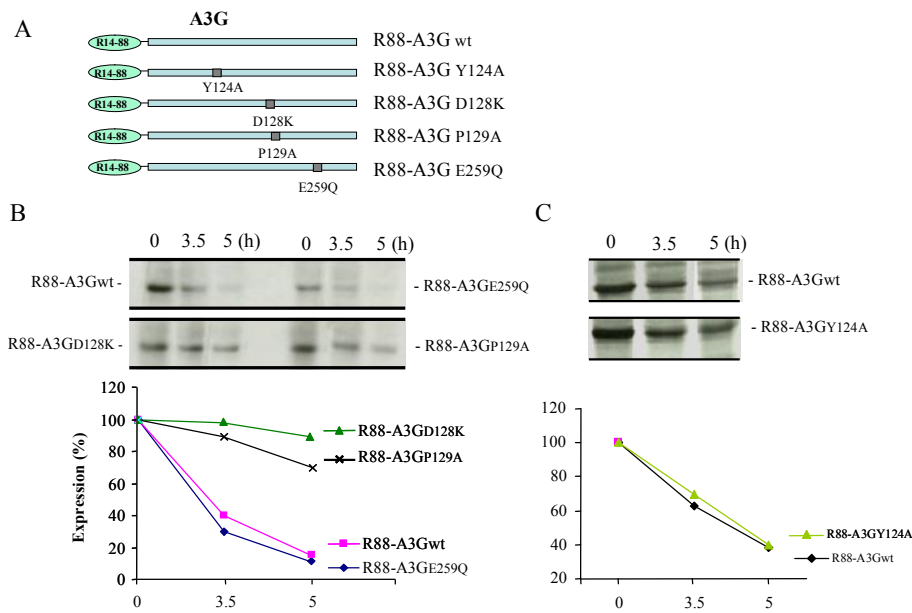 A
A3G
R14-88
R88-A3G wt
R14-88
R88-A3G Y124A
Y124A
R14-88
R88-A3G D128K
D128K
R14-88
R88-A3G P129A
P129A
R14-88
R88-A3G E259Q
E259Q
B
0 3.5 5 (h) 0 3.5 5 (h)
R88-A3Gwt - - R88-A3GE259Q
R88-A3GD128K - - R88-A3GP129A
Expression (%)
120
100
80
60
40
20
0
0 3.5 5
R88-A3GD128K
R88-A3GP129A
R88-A3Gwt
R88-A3GE259Q
C
0 3.5 5 (h)
- R88-A3Gwt
- R88-A3GY124A
120
100
80
60
40
20
0 3.5 5
R88-A3GY124A
R88-A3Gwt